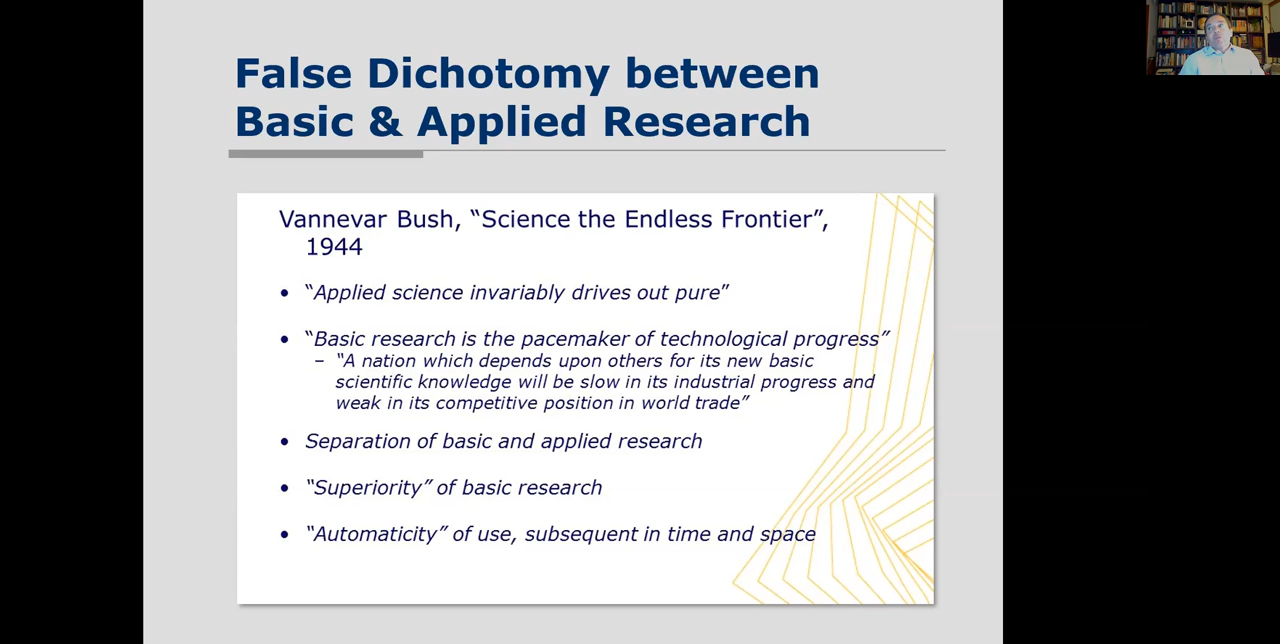 False Dichotomy between
Basic & Applied Research
Vannevar Bush, “Science the Endless Frontier”,
1944
• “Applied science invariably drives out pure”
• “Basic research is the pacemaker of technological progress”
– “A nation which depends upon others for its new basic
scientific knowledge will be slow in its industrial progress and
weak in its competitive position in world trade”
• Separation of basic and applied research
• “Superiority” of basic research
• “Automaticity” of use, subsequent in time and space